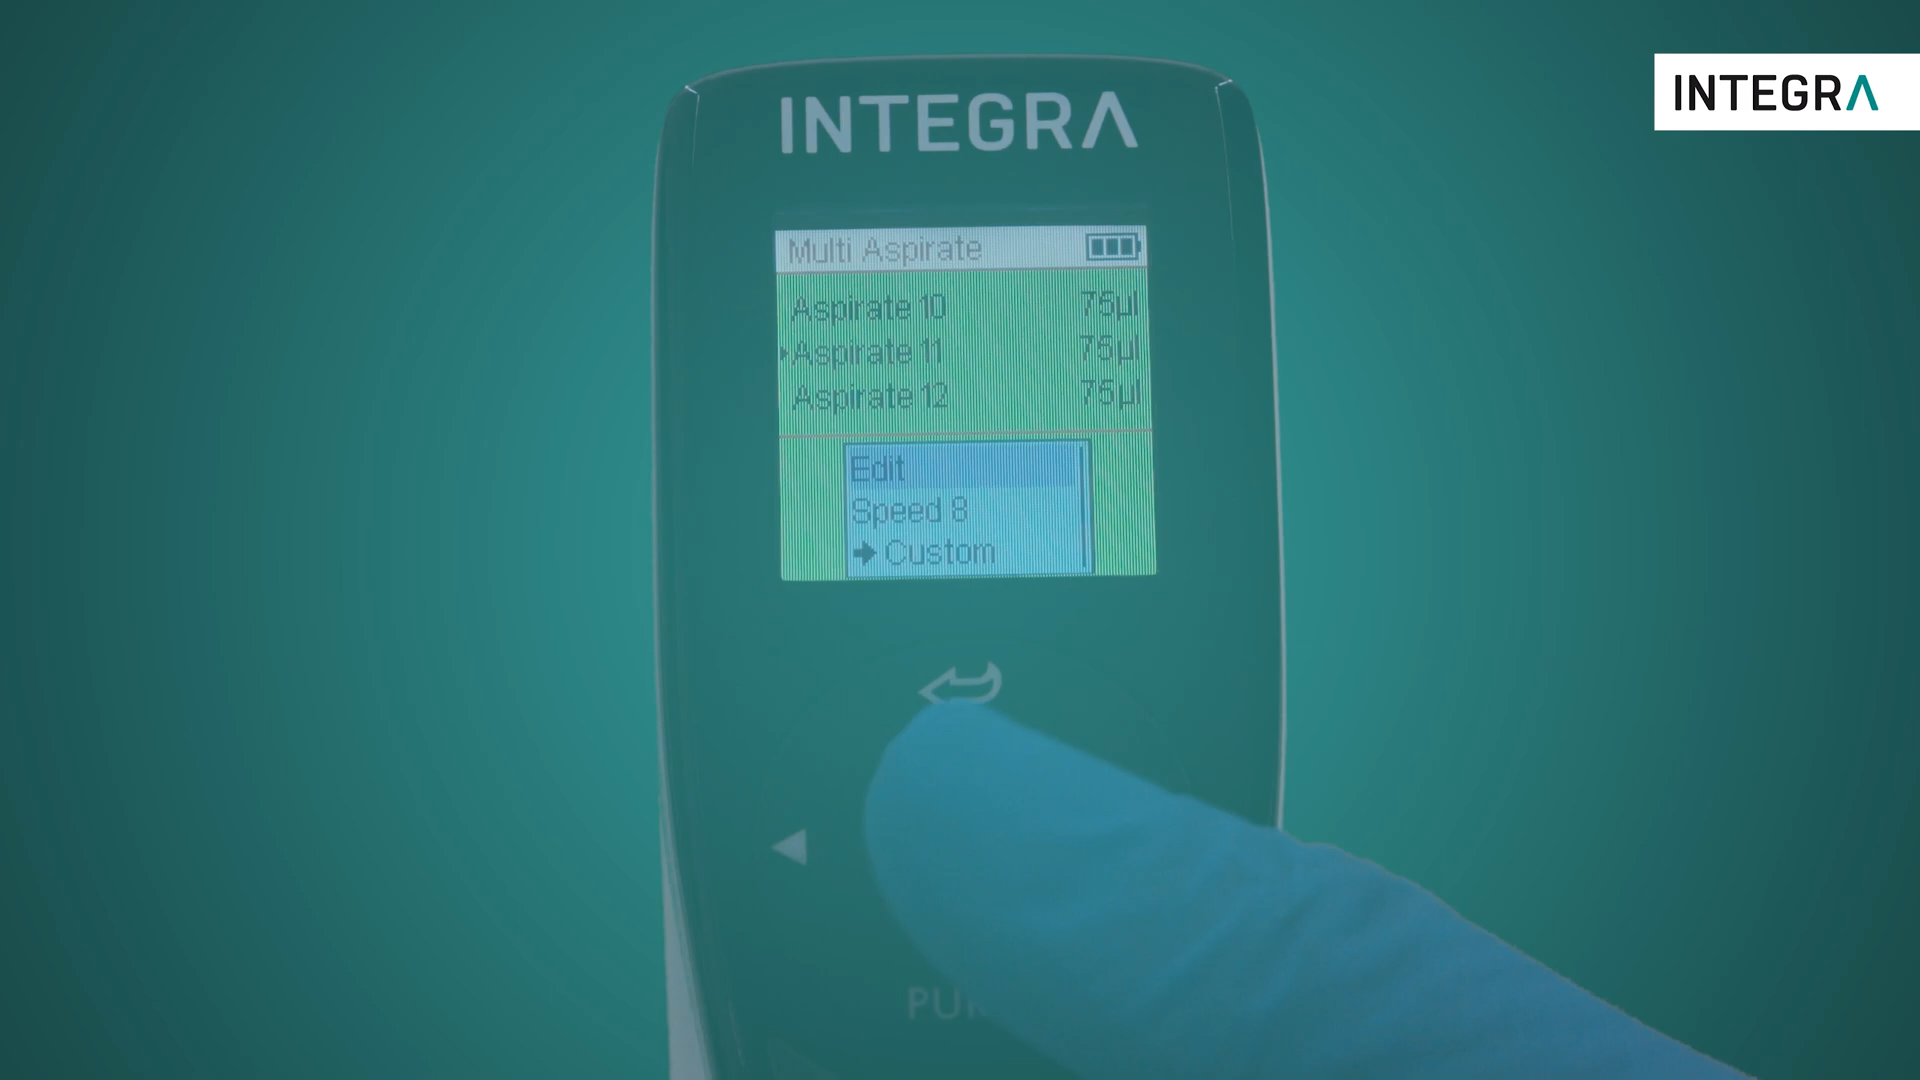 INTEGRA
INTEGRA
Multi Aspirate
Aspirate 10 75µl
Aspirate 11 75µl
Aspirate 12 75µl
Edit
Speed 8
Custom